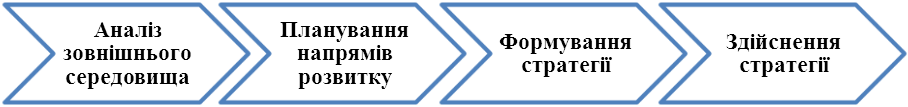 Аналіз
зовнішнього
середовища
Планування
напрямів
розвитку
Формування
стратегії
Здійснення
стратегії